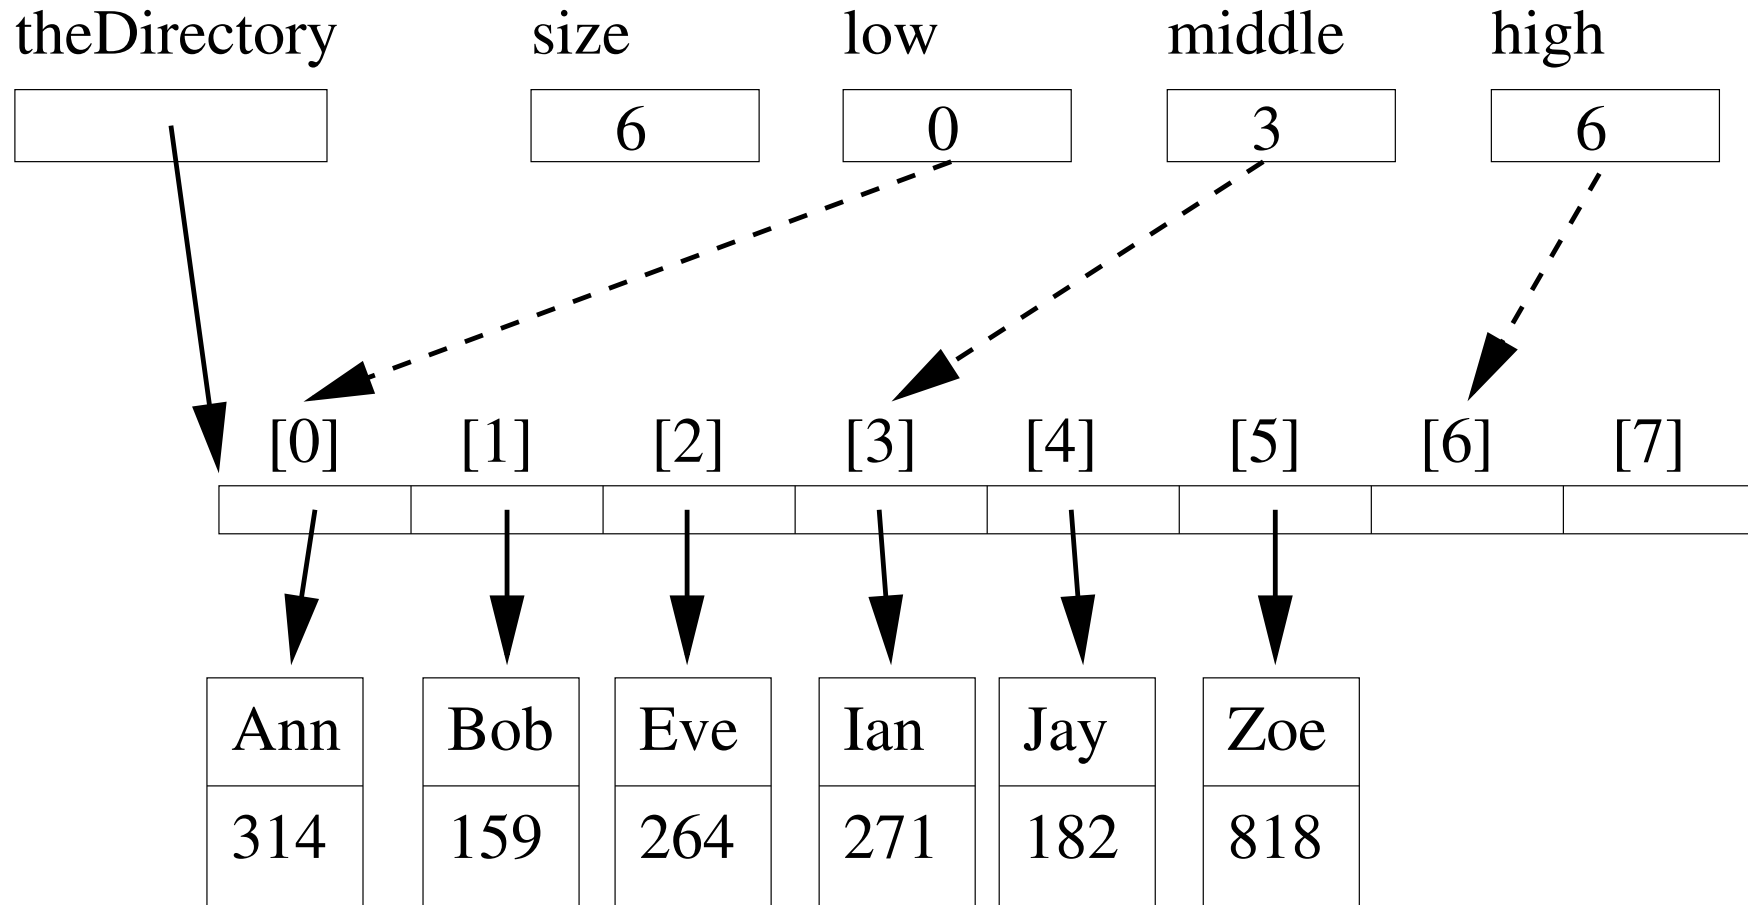 theDirectory size low middle high
6 0 3 6
[0] [1] [2] [3] [4] [5] [6] [7]
Ann Bob Eve Ian Jay Zoe
314 159 264 271 182 818